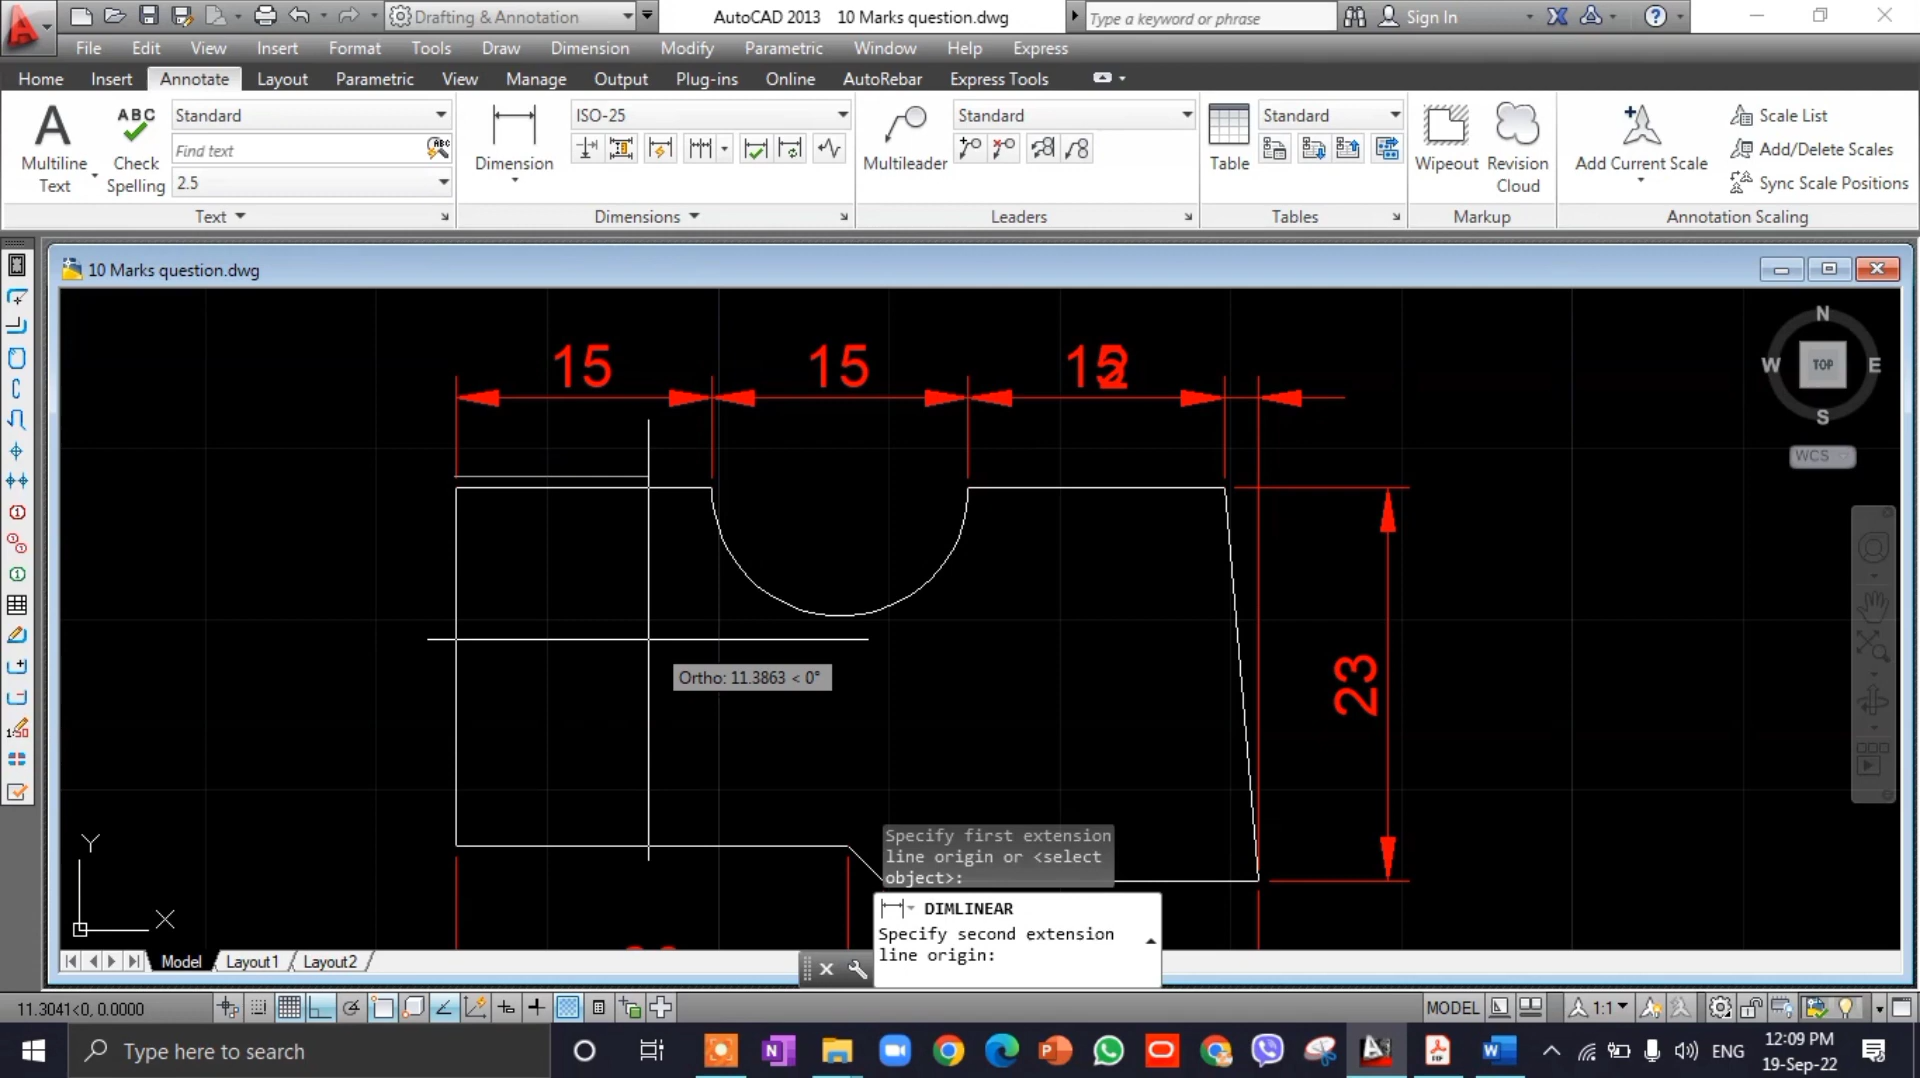 Drafting & Annotation
AutoCAD 2013 10 Marks question.dwg
Type a keyword or phrase
Sign In
File Edit View Insert Format Tools Draw Dimension Modify Parametric Window Help Express
Home Insert Annotate Layout Parametric View Manage Output Plug-ins Online AutoRebar Express Tools
A ABC Standard ISO-25 Standard Standard Scale List
Multiline Text Check Spelling Find text Dimension Multileader Table Wipeout Revision Cloud Add Current Scale Add/Delete Scales
2.5 Sync Scale Positions
Text Dimensions Leaders Tables Markup Annotation Scaling
10 Marks question.dwg
N
W TOP E
S
WCS
15 15 15
2
23
Ortho: 11.3863 < 0°
Specify first extension
line origin or <select
object>:
DIMLINEAR
Specify second extension
line origin:
Y
X
Model Layout1 Layout2
11.3041<0, 0.0000 MODEL 1:1
Type here to search
ENG
12:09 PM
19-Sep-22